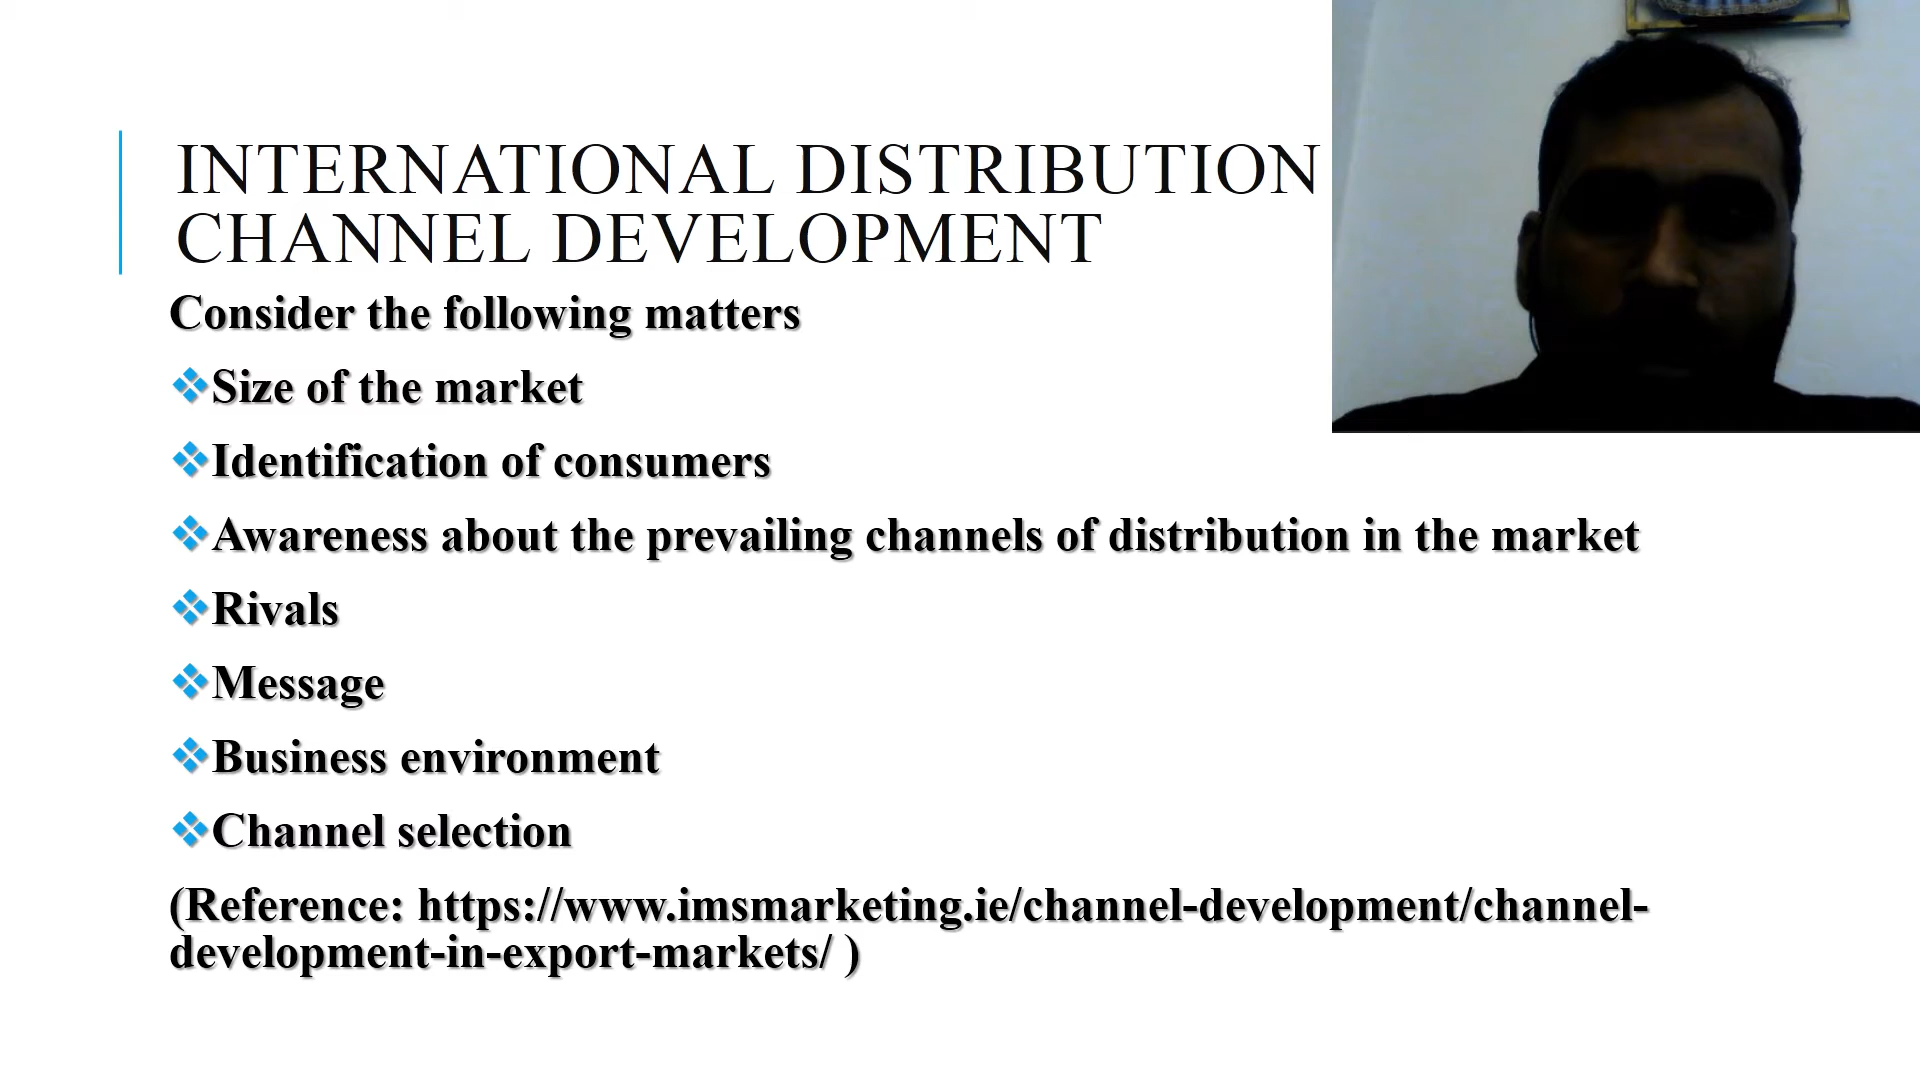 INTERNATIONAL DISTRIBUTION
CHANNEL DEVELOPMENT
Consider the following matters
❖Size of the market
❖Identification of consumers
❖Awareness about the prevailing channels of distribution in the market
❖Rivals
❖Message
❖Business environment
❖Channel selection
(Reference: https://www.imsmarketing.ie/channel-development/channel-
development-in-export-markets/ )